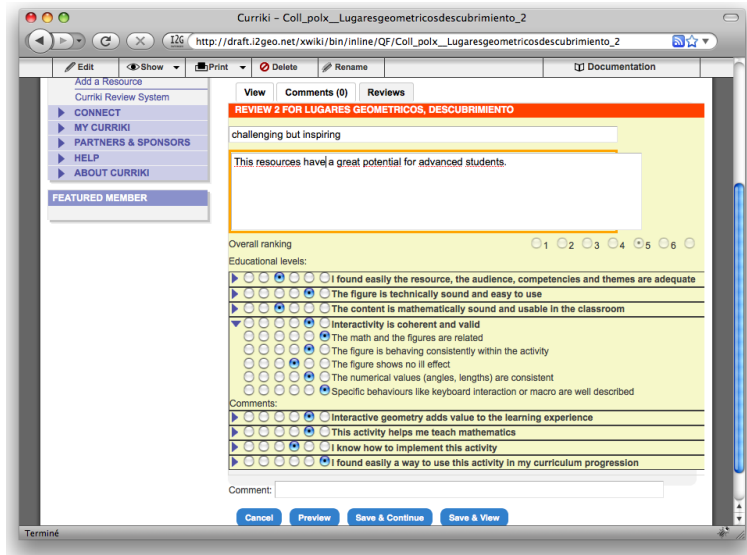 Curriki – Coll_polx__Lugaresgeometricosdescubrimiento_2
I2G http://draft.i2geo.net/xwiki/bin/inline/QF/Coll_polx__Lugaresgeometricosdescubrimiento_2
Edit Show Print Delete Rename Documentation
Add a Resource
Curriki Review System
CONNECT
MY CURRIKI
PARTNERS & SPONSORS
HELP
ABOUT CURRIKI
FEATURED MEMBER
View Comments (0) Reviews
REVIEW 2 FOR LUGARES GEOMETRICOS, DESCUBRIMIENTO
challenging but inspiring
This resources have a great potential for advanced students.
Overall ranking 1 2 3 4 5 6
Educational levels:
I found easily the resource, the audience, competencies and themes are adequate
The figure is technically sound and easy to use
The content is mathematically sound and usable in the classroom
Interactivity is coherent and valid
The math and the figures are related
The figure is behaving consistently within the activity
The figure shows no ill effect
The numerical values (angles, lengths) are consistent
Specific behaviours like keyboard interaction or macro are well described
Comments:
Interactive geometry adds value to the learning experience
This activity helps me teach mathematics
I know how to implement this activity
I found easily a way to use this activity in my curriculum progression
Comment:
Cancel Preview Save & Continue Save & View
Terminé